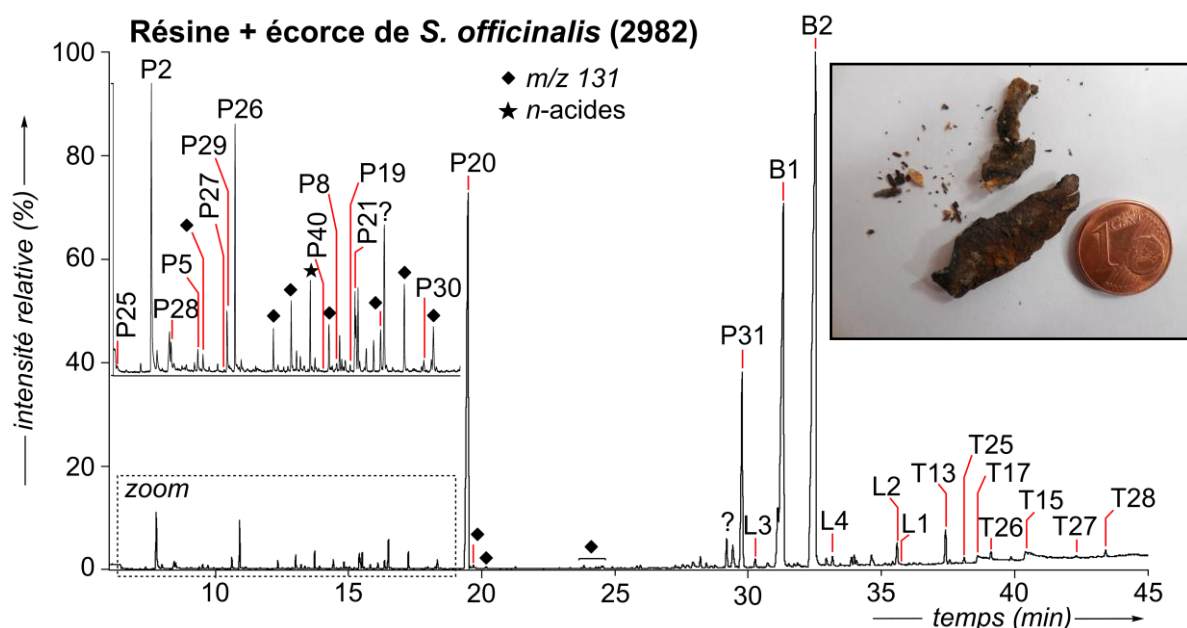 Résine + écorce de S. officinalis (2982)
◆ m/z 131
★ n-acides
intensité relative (%)
100
80
60
40
20
0
P25
P2
P5
P28
P27
P29
P26
P40
P8
P19
P21
?
P30
zoom
P20
?
P31
L3
B1
B2
L4
L2
L1
T13
T25
T17
T26
T15
T27
T28
10
15
20
30
35
40
45
temps (min)
1